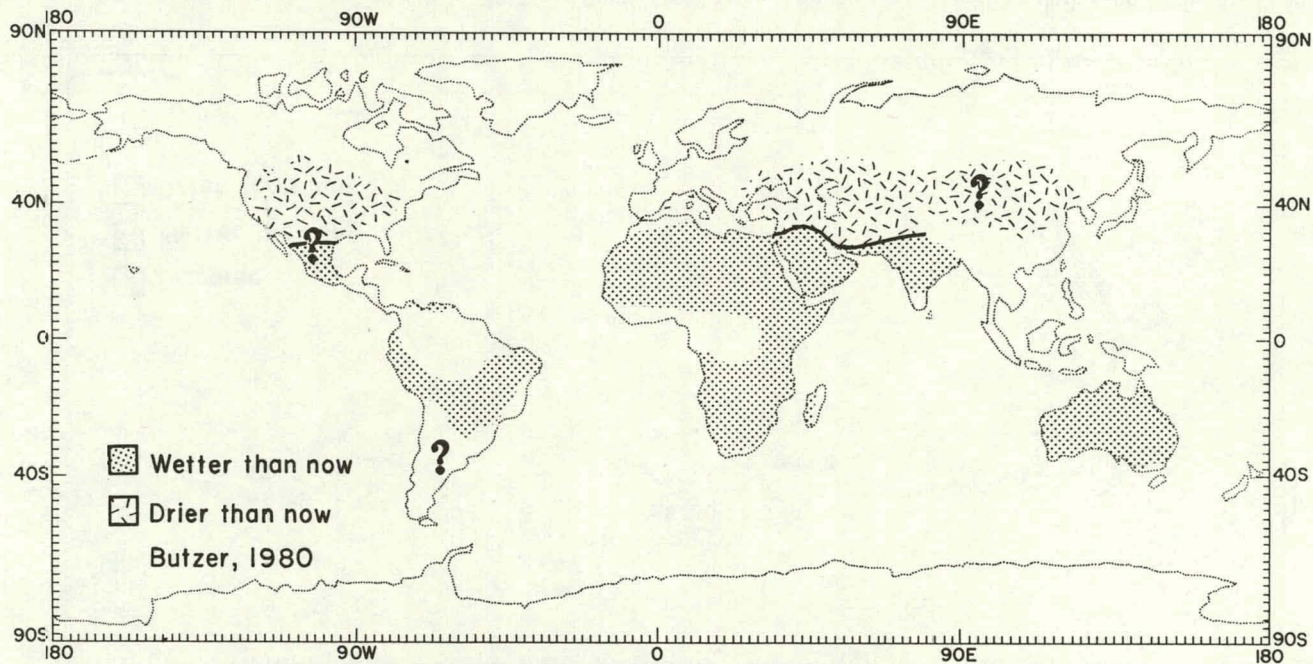 180 90W 0 90E 180
90N 90N
40N 40N
?
?
0 0
?
40S 40S
90S 90S
180 90W 0 90E 180
Wetter than now
Drier than now
Butzer, 1980